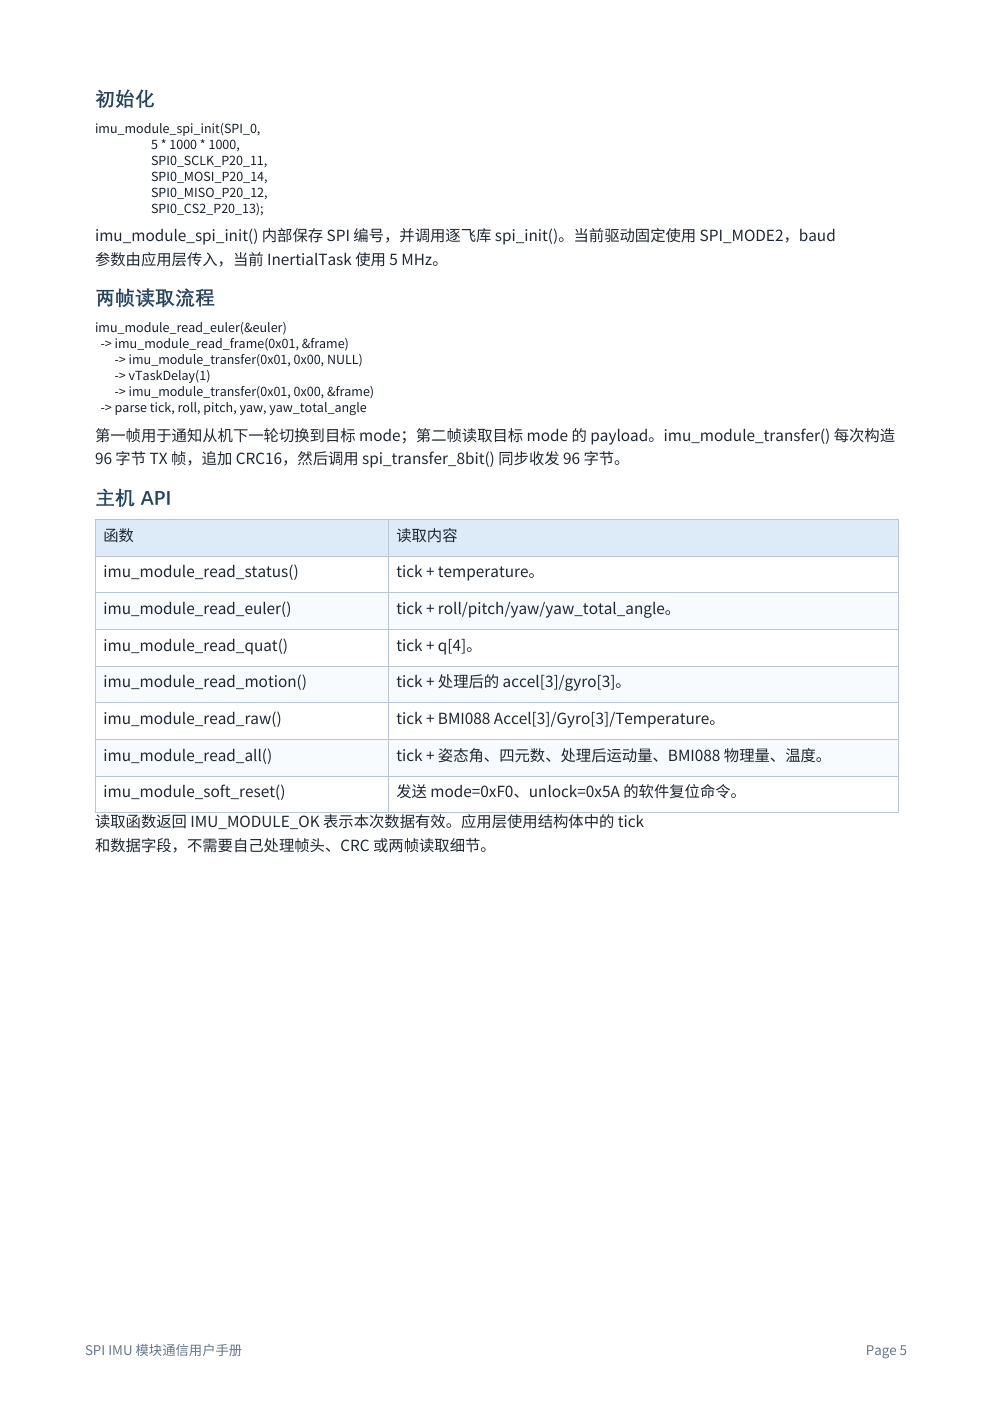 初始化
imu_module_spi_init(SPI_0,
5 * 1000 * 1000,
SPI0_SCLK_P20_11,
SPI0_MOSI_P20_14,
SPI0_MISO_P20_12,
SPI0_CS2_P20_13);
imu_module_spi_init() 内部保存 SPI 编号，并调用逐飞库 spi_init()。当前驱动固定使用 SPI_MODE2，baud
参数由应用层传入，当前 InertialTask 使用 5 MHz。
两帧读取流程
imu_module_read_euler(&euler)
-> imu_module_read_frame(0x01, &frame)
-> imu_module_transfer(0x01, 0x00, NULL)
-> vTaskDelay(1)
-> imu_module_transfer(0x01, 0x00, &frame)
-> parse tick, roll, pitch, yaw, yaw_total_angle
第一帧用于通知从机下一轮切换到目标 mode；第二帧读取目标 mode 的 payload。imu_module_transfer() 每次构造
96 字节 TX 帧，追加 CRC16，然后调用 spi_transfer_8bit() 同步收发 96 字节。
主机 API
函数 读取内容
imu_module_read_status() tick + temperature。
imu_module_read_euler() tick + roll/pitch/yaw/yaw_total_angle。
imu_module_read_quat() tick + q[4]。
imu_module_read_motion() tick + 处理后的 accel[3]/gyro[3]。
imu_module_read_raw() tick + BMI088 Accel[3]/Gyro[3]/Temperature。
imu_module_read_all() tick + 姿态角、四元数、处理后运动量、BMI088 物理量、温度。
imu_module_soft_reset() 发送 mode=0xF0、unlock=0x5A 的软件复位命令。
读取函数返回 IMU_MODULE_OK 表示本次数据有效。应用层使用结构体中的 tick
和数据字段，不需要自己处理帧头、CRC 或两帧读取细节。
SPI IMU 模块通信用户手册 Page 5